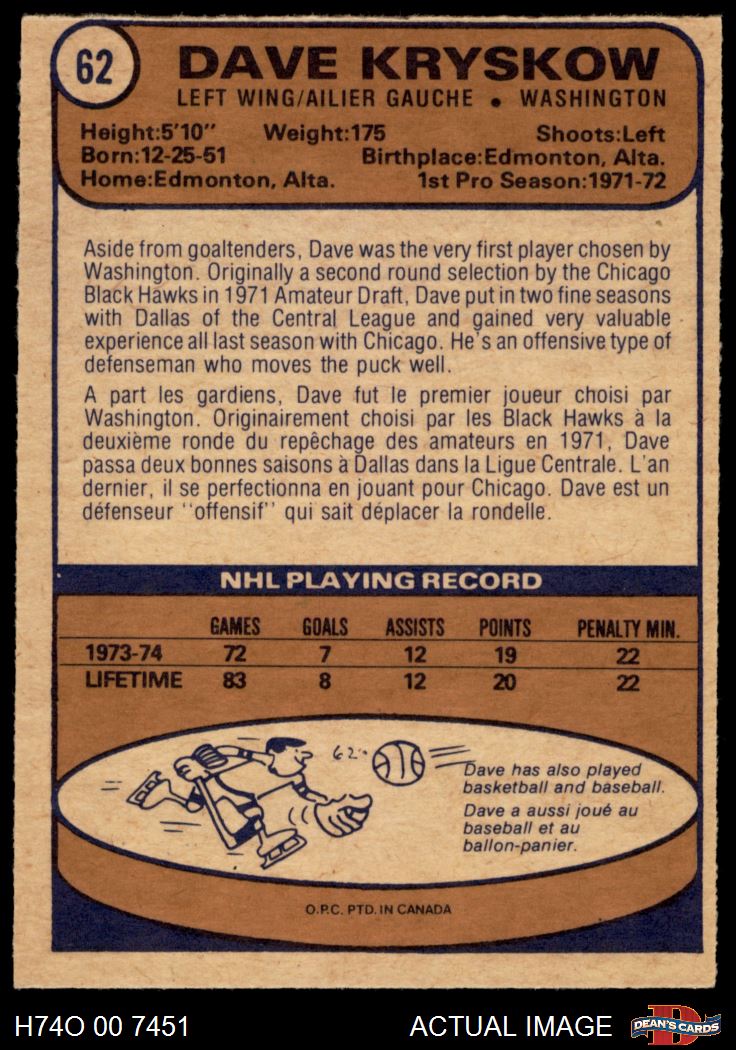 62
DAVE KRYSKOW
LEFT WING/AILIER GAUCHE • WASHINGTON
Height:5'10" Weight:175 Shoots:Left
Born:12-25-51 Birthplace:Edmonton, Alta.
Home:Edmonton, Alta. 1st Pro Season:1971-72
Aside from goaltenders, Dave was the very first player chosen by
Washington. Originally a second round selection by the Chicago
Black Hawks in 1971 Amateur Draft, Dave put in two fine seasons
with Dallas of the Central League and gained very valuable
experience all last season with Chicago. He's an offensive type of
defenseman who moves the puck well.
A part les gardiens, Dave fut le premier joueur choisi par
Washington. Originairement choisi par les Black Hawks à la
deuxième ronde du repêchage des amateurs en 1971, Dave
passa deux bonnes saisons à Dallas dans la Ligue Centrale. L'an
dernier, il se perfectionna en jouant pour Chicago. Dave est un
défenseur "offensif" qui sait déplacer la rondelle.
NHL PLAYING RECORD
GAMES GOALS ASSISTS POINTS PENALTY MIN.
1973-74 72 7 12 19 22
LIFETIME 83 8 12 20 22
62
Dave has also played
basketball and baseball.
Dave a aussi joué au
baseball et au
ballon-panier.
O.P.C. PTD. IN CANADA
H74O 00 7451 ACTUAL IMAGE DEAN'S CARDS